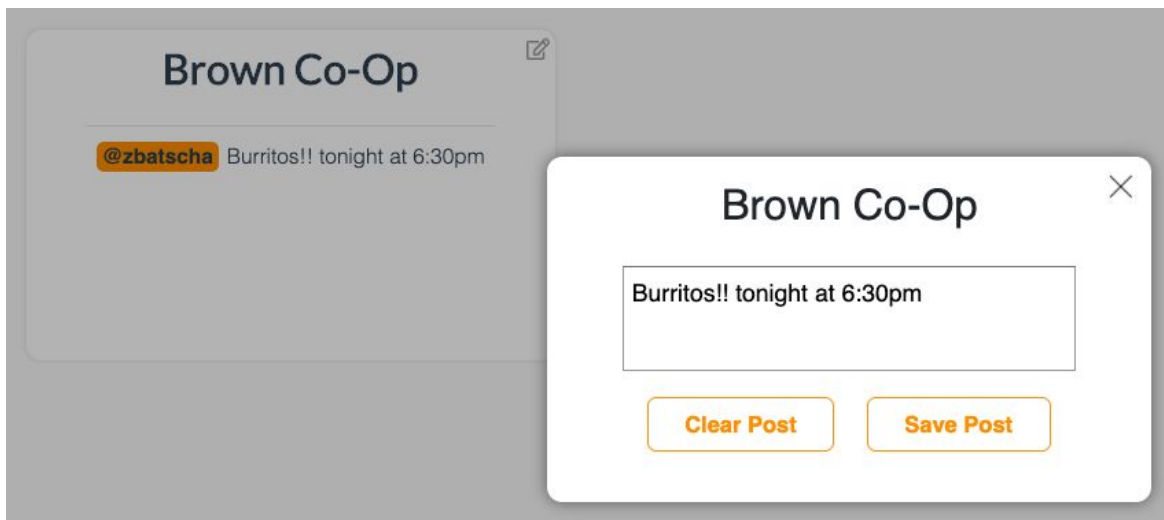 Brown Co-Op
@zbatscha Burritos!! tonight at 6:30pm
Brown Co-Op
Burritos!! tonight at 6:30pm
Clear Post
Save Post